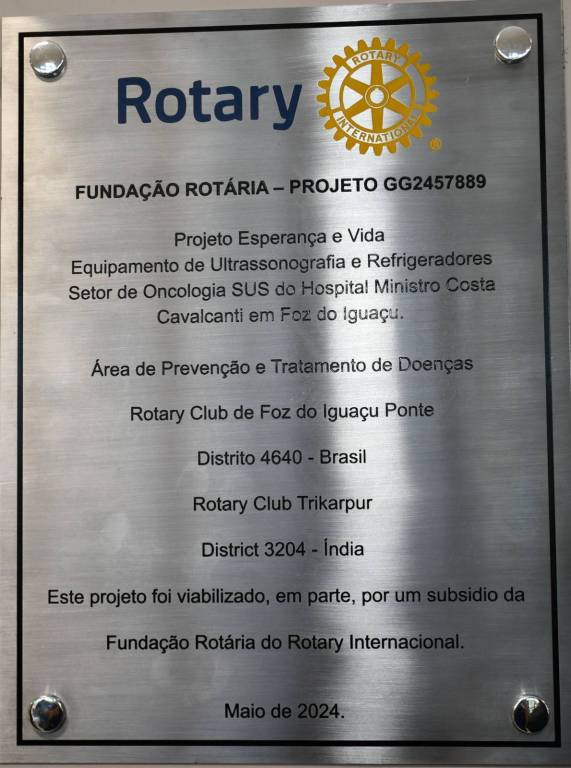 Rotary
ROTARY
INTERNATIONAL
®
FUNDAÇÃO ROTÁRIA – PROJETO GG2457889
Projeto Esperança e Vida
Equipamento de Ultrassonografia e Refrigeradores
Setor de Oncologia SUS do Hospital Ministro Costa
Cavalcanti em Foz do Iguaçu.
Área de Prevenção e Tratamento de Doenças
Rotary Club de Foz do Iguaçu Ponte
Distrito 4640 - Brasil
Rotary Club Trikarpur
District 3204 - Índia
Este projeto foi viabilizado, em parte, por um subsidio da
Fundação Rotária do Rotary Internacional.
Maio de 2024.